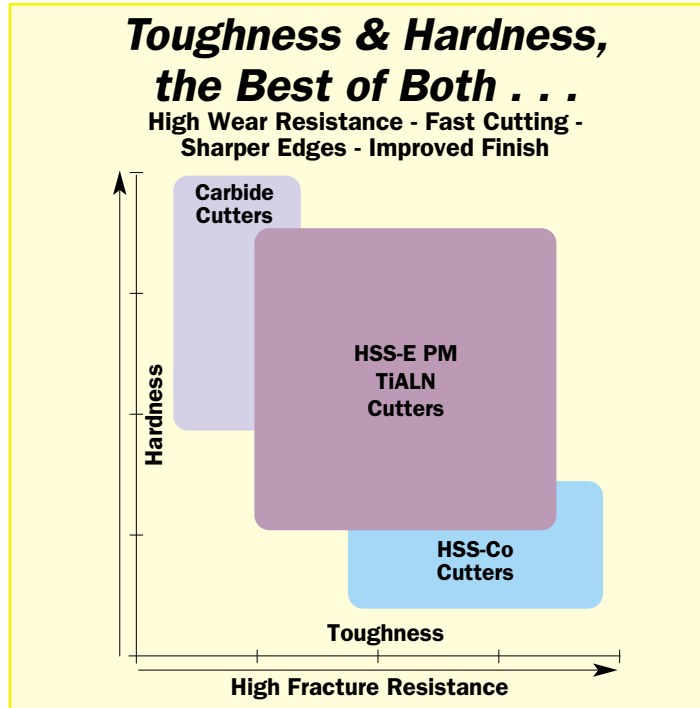 Toughness & Hardness,
the Best of Both . . .
High Wear Resistance - Fast Cutting -
Sharper Edges - Improved Finish
Carbide
Cutters
Hardness
HSS-E PM
TiALN
Cutters
HSS-Co
Cutters
Toughness
High Fracture Resistance